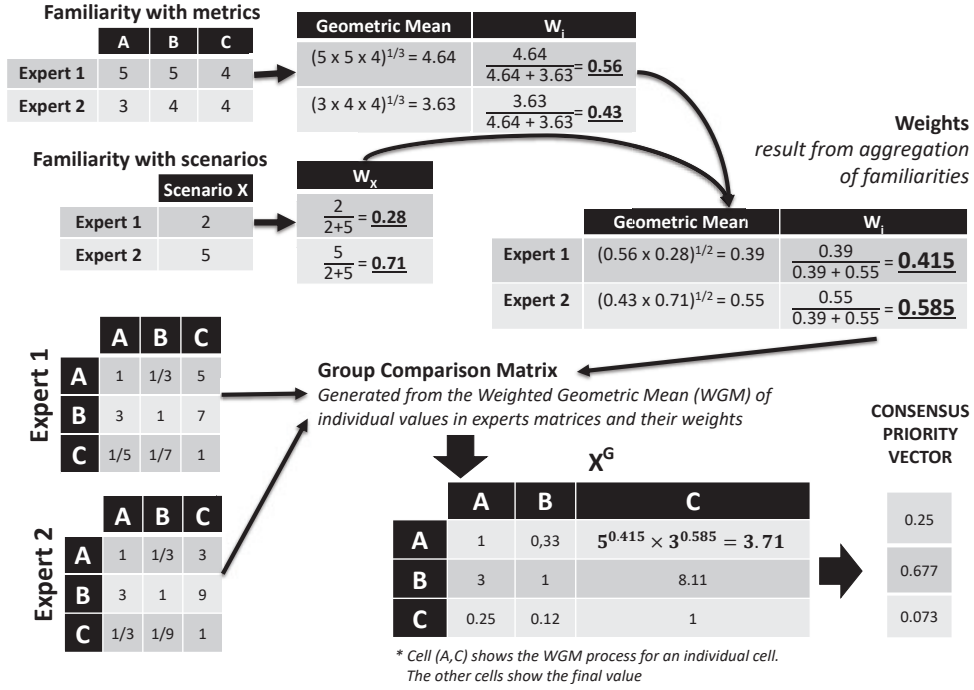 Familiarity with metrics
A B C
Expert 1 5 5 4
Expert 2 3 4 4
Geometric Mean Wi
(5 x 5 x 4)^1/3 = 4.64 4.64 / 4.64 + 3.63 = 0.56
(3 x 4 x 4)^1/3 = 3.63 3.63 / 4.64 + 3.63 = 0.43
Familiarity with scenarios
Scenario X
Expert 1 2
Expert 2 5
Wx
2 / 2+5 = 0.28
5 / 2+5 = 0.71
Weights
result from aggregation
of familiarities
Geometric Mean Wi
Expert 1 (0.56 x 0.28)^1/2 = 0.39 0.39 / 0.39 + 0.55 = 0.415
Expert 2 (0.43 x 0.71)^1/2 = 0.55 0.55 / 0.39 + 0.55 = 0.585
Expert 1
A B C
A 1 1/3 5
B 3 1 7
C 1/5 1/7 1
Expert 2
A B C
A 1 1/3 3
B 3 1 9
C 1/3 1/9 1
Group Comparison Matrix
Generated from the Weighted Geometric Mean (WGM) of
individual values in experts matrices and their weights
X^G
A B C
A 1 0,33 5^0.415 × 3^0.585 = 3.71
B 3 1 8.11
C 0.25 0.12 1
* Cell (A,C) shows the WGM process for an individual cell.
The other cells show the final value
CONSENSUS
PRIORITY
VECTOR
0.25
0.677
0.073